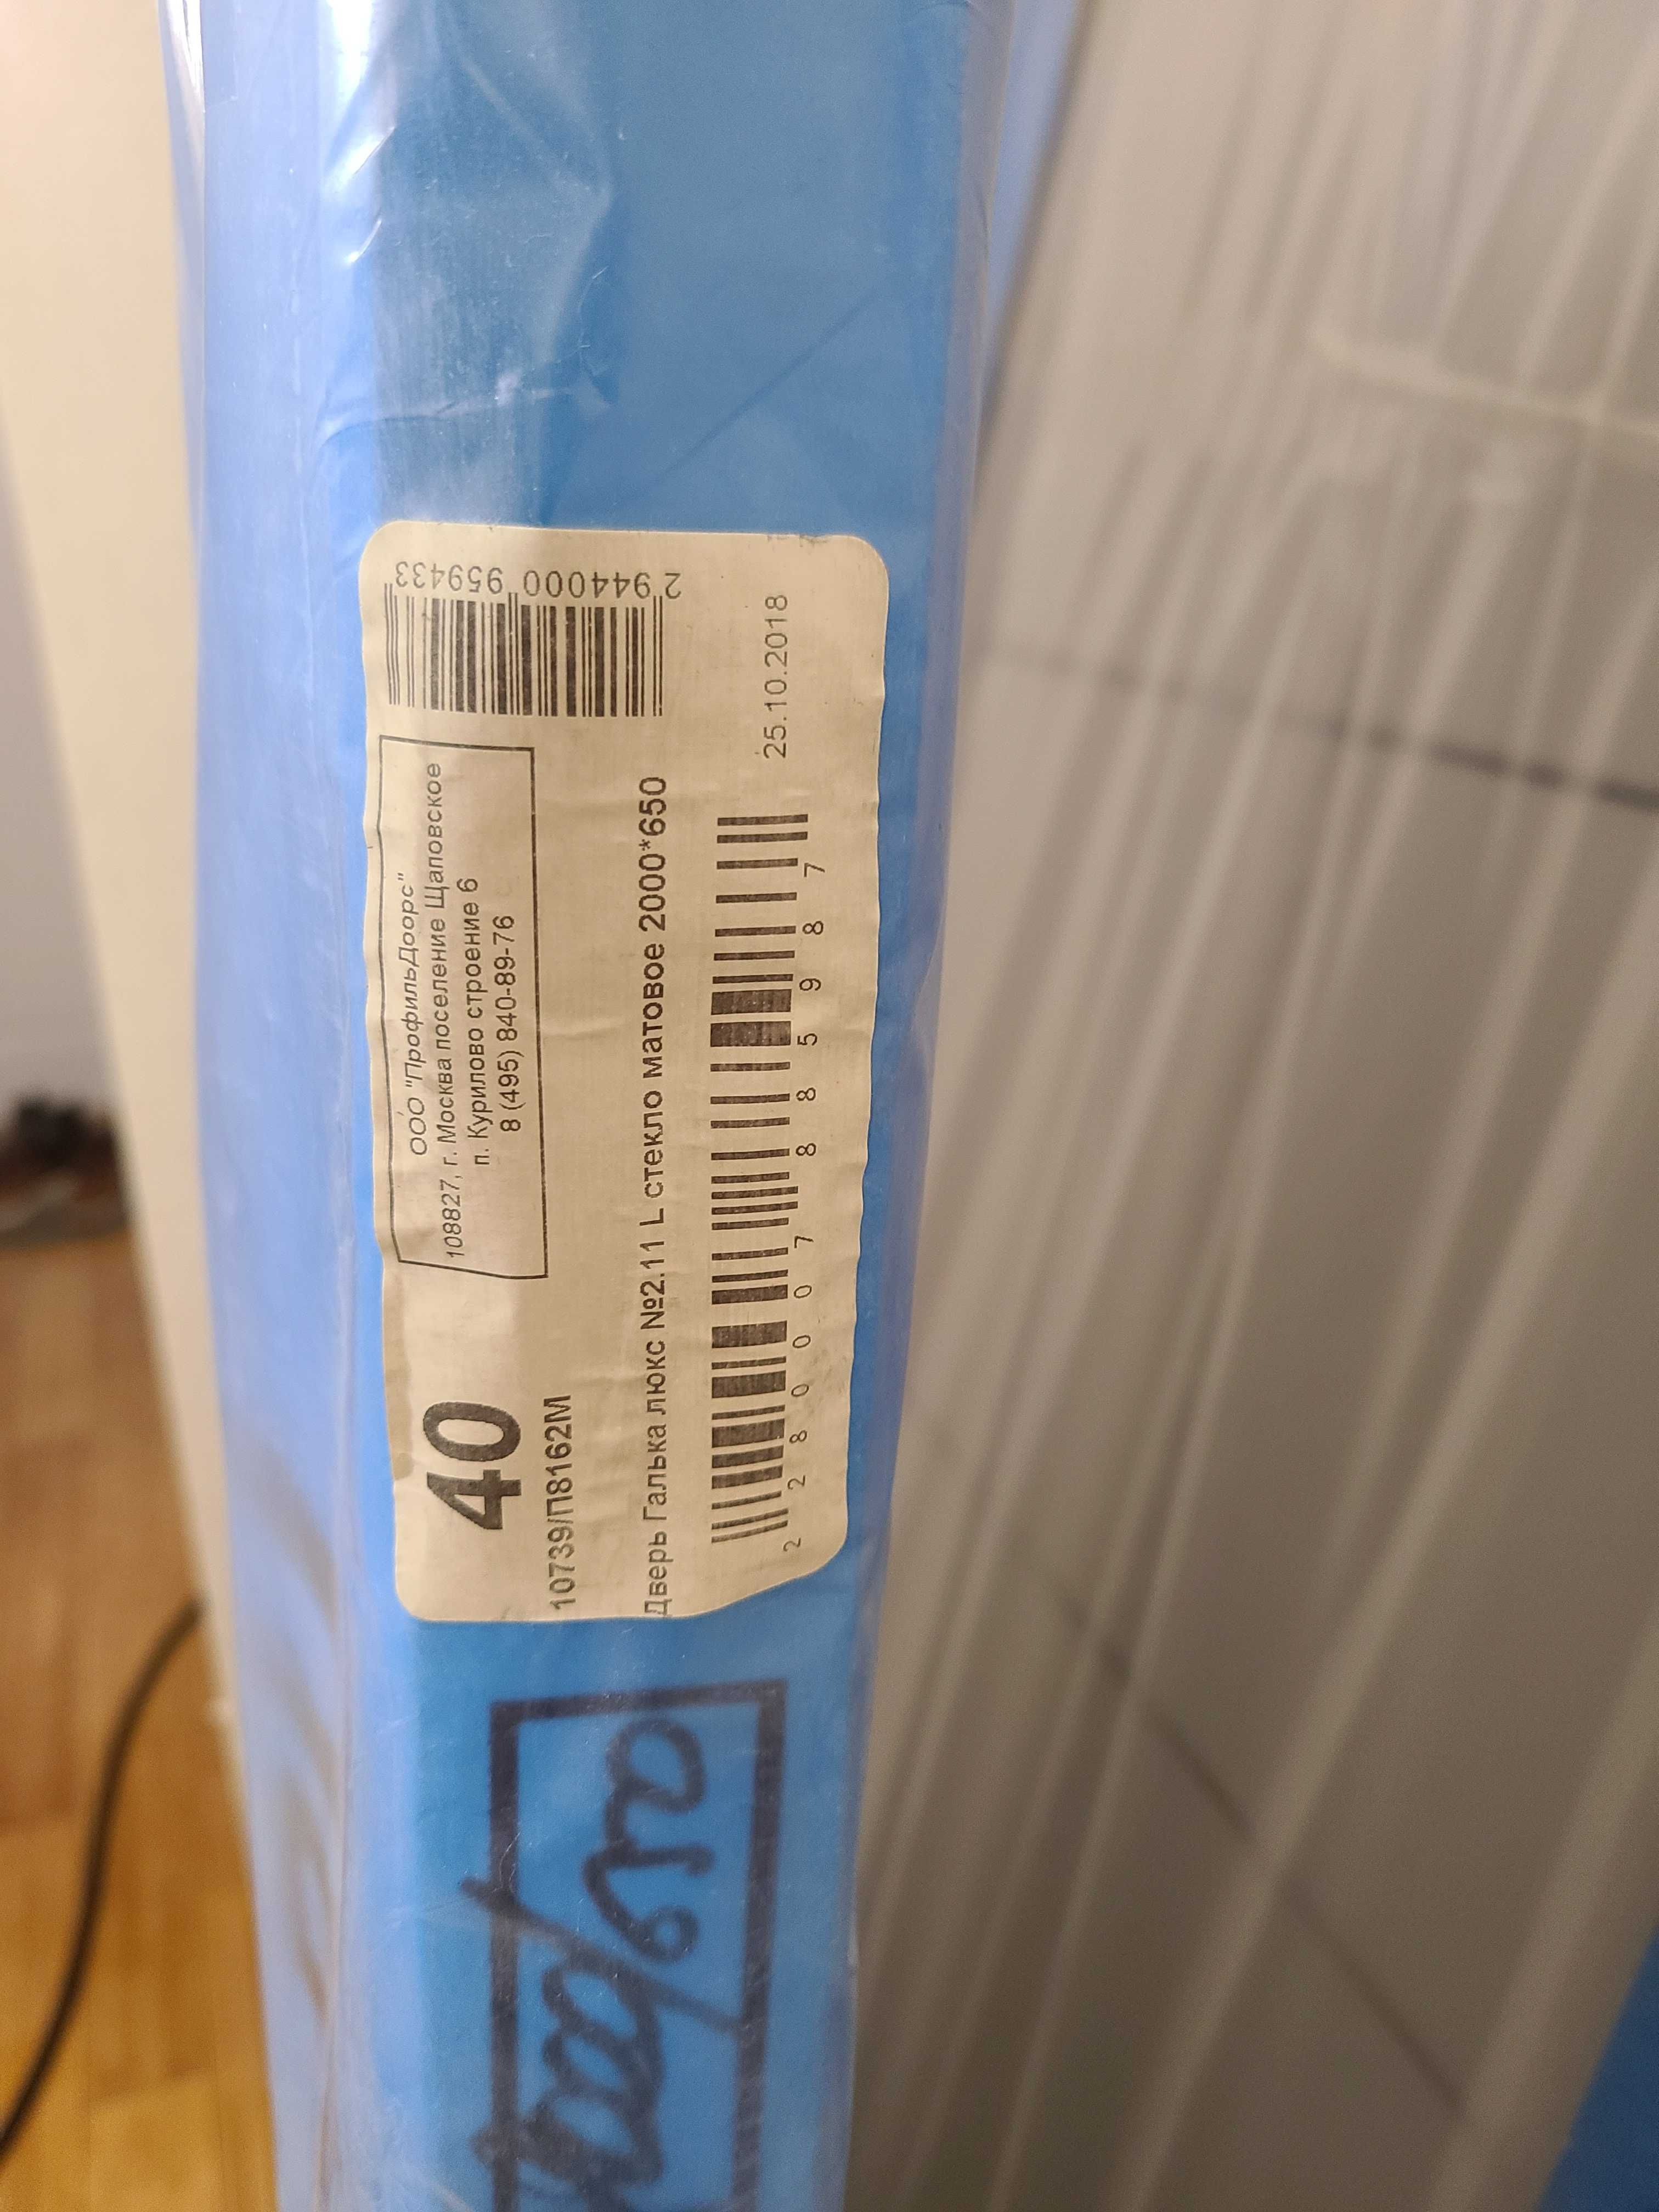 40
ООО "ПрофильДоорс"
108827, г. Москва поселение Щаповское
п. Курилово строение 6
8 (495) 840-89-76
2 944000 959433
10739/П8162М
Дверь Галька люкс №2.11 L стекло матовое 2000*650
2 2 8 0 0 0 7 8 8 5 9 8 7
25.10.2018